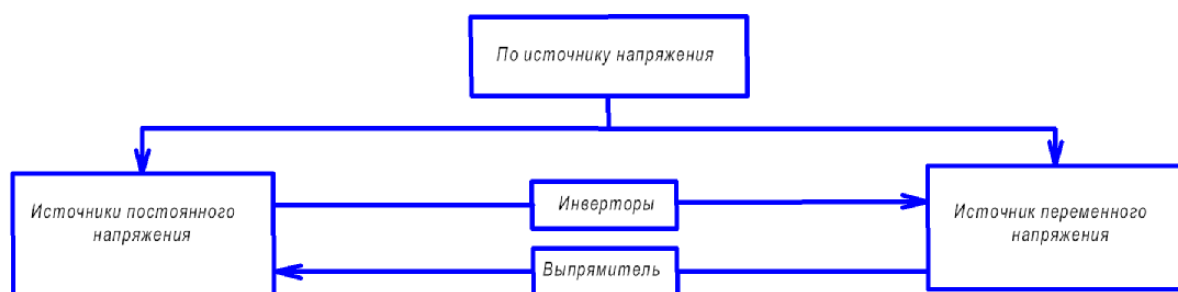 По источнику напряжения
Источники постоянного
напряжения
Инверторы
Источник переменного
напряжения
Выпрямитель